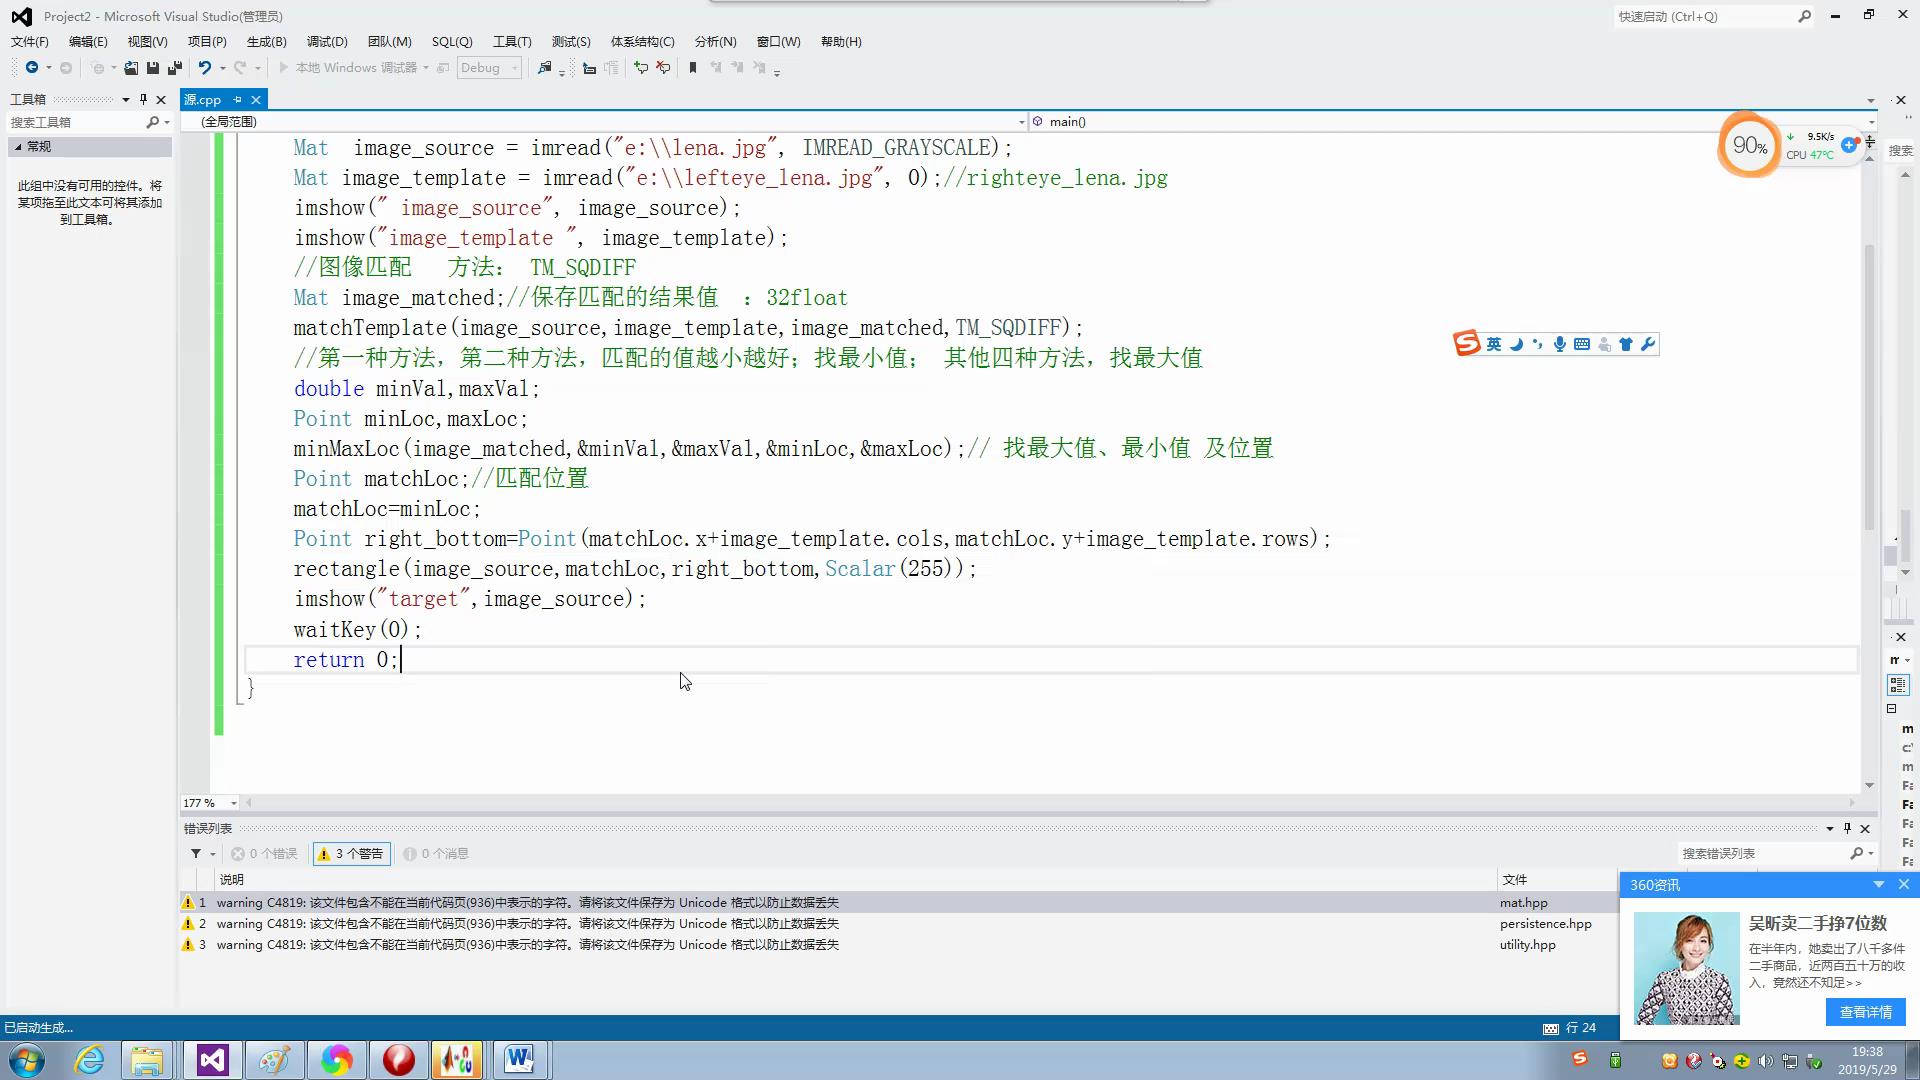 Project2 - Microsoft Visual Studio(管理员)
快速启动 (Ctrl+Q)
文件(F) 编辑(E) 视图(V) 项目(P) 生成(B) 调试(D) 团队(M) SQL(Q) 工具(T) 测试(S) 体系结构(C) 分析(N) 窗口(W) 帮助(H)
本地 Windows 调试器 Debug
工具箱
源.cpp
搜索工具箱
(全局范围) main()
常规
此组中没有可用的控件。将
某项拖至此文本可将其添加
到工具箱。
90%
9.5K/s
CPU 47℃
搜索
Mat  image_source = imread("e:\\lena.jpg", IMREAD_GRAYSCALE);
Mat image_template = imread("e:\\lefteye_lena.jpg", 0);//righteye_lena.jpg
imshow(" image_source", image_source);
imshow("image_template ", image_template);
//图像匹配   方法： TM_SQDIFF
Mat image_matched;//保存匹配的结果值  ：32float
matchTemplate(image_source,image_template,image_matched,TM_SQDIFF);
//第一种方法，第二种方法，匹配的值越小越好；找最小值； 其他四种方法，找最大值
英
double minVal,maxVal;
Point minLoc,maxLoc;
minMaxLoc(image_matched,&minVal,&maxVal,&minLoc,&maxLoc);// 找最大值、最小值 及位置
Point matchLoc;//匹配位置
matchLoc=minLoc;
Point right_bottom=Point(matchLoc.x+image_template.cols,matchLoc.y+image_template.rows);
rectangle(image_source,matchLoc,right_bottom,Scalar(255));
imshow("target",image_source);
waitKey(0);
return 0;
}
177 %
错误列表
0 个错误 3 个警告 0 个消息
搜索错误列表
说明 文件
1 warning C4819: 该文件包含不能在当前代码页(936)中表示的字符。请将该文件保存为 Unicode 格式以防止数据丢失 mat.hpp
2 warning C4819: 该文件包含不能在当前代码页(936)中表示的字符。请将该文件保存为 Unicode 格式以防止数据丢失 persistence.hpp
3 warning C4819: 该文件包含不能在当前代码页(936)中表示的字符。请将该文件保存为 Unicode 格式以防止数据丢失 utility.hpp
360资讯
吴昕卖二手挣7位数
在半年内，她卖出了八千多件
二手商品，近两百五十万的收
入，竟然还不知足>>
查看详情
已启动生成...
行 24
19:38
2019/5/29